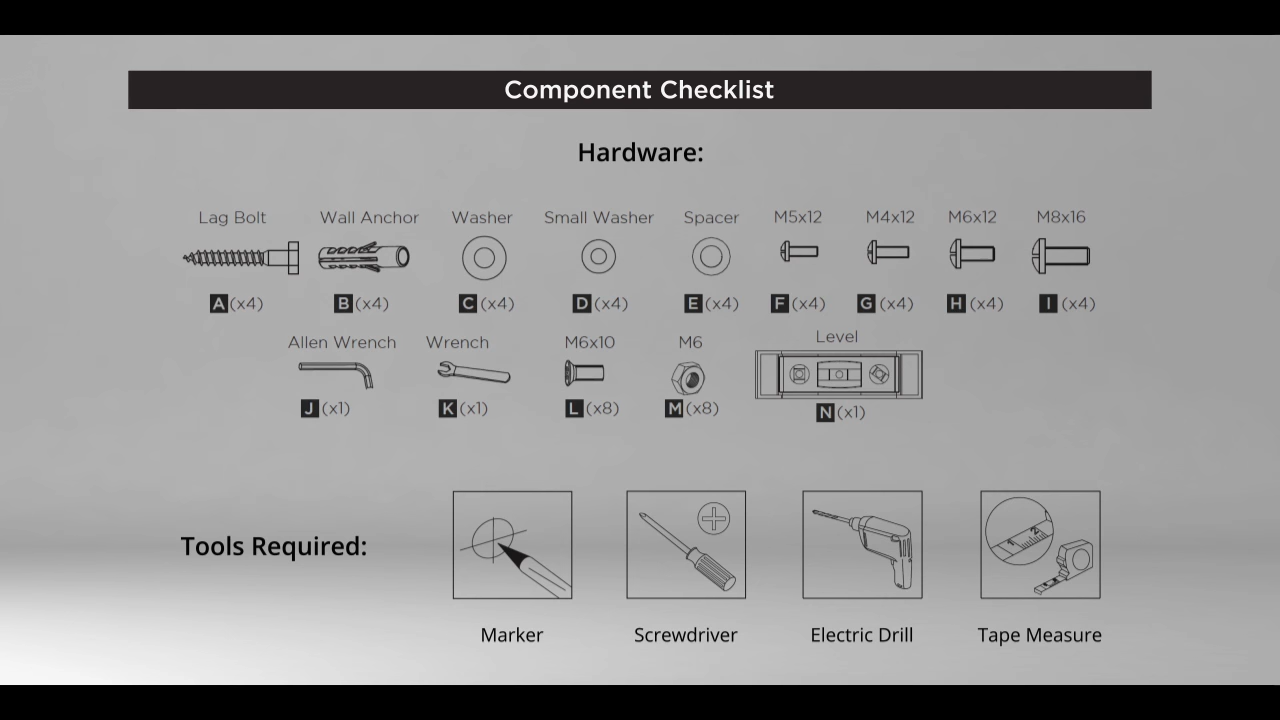 Component Checklist
Hardware:
Lag Bolt Wall Anchor Washer Small Washer Spacer M5x12 M4x12 M6x12 M8x16
A (x4) B (x4) C (x4) D (x4) E (x4) F (x4) G (x4) H (x4) I (x4)
Allen Wrench Wrench M6x10 M6 Level
J (x1) K (x1) L (x8) M (x8) N (x1)
1 2
Tools Required:
Marker Screwdriver Electric Drill Tape Measure